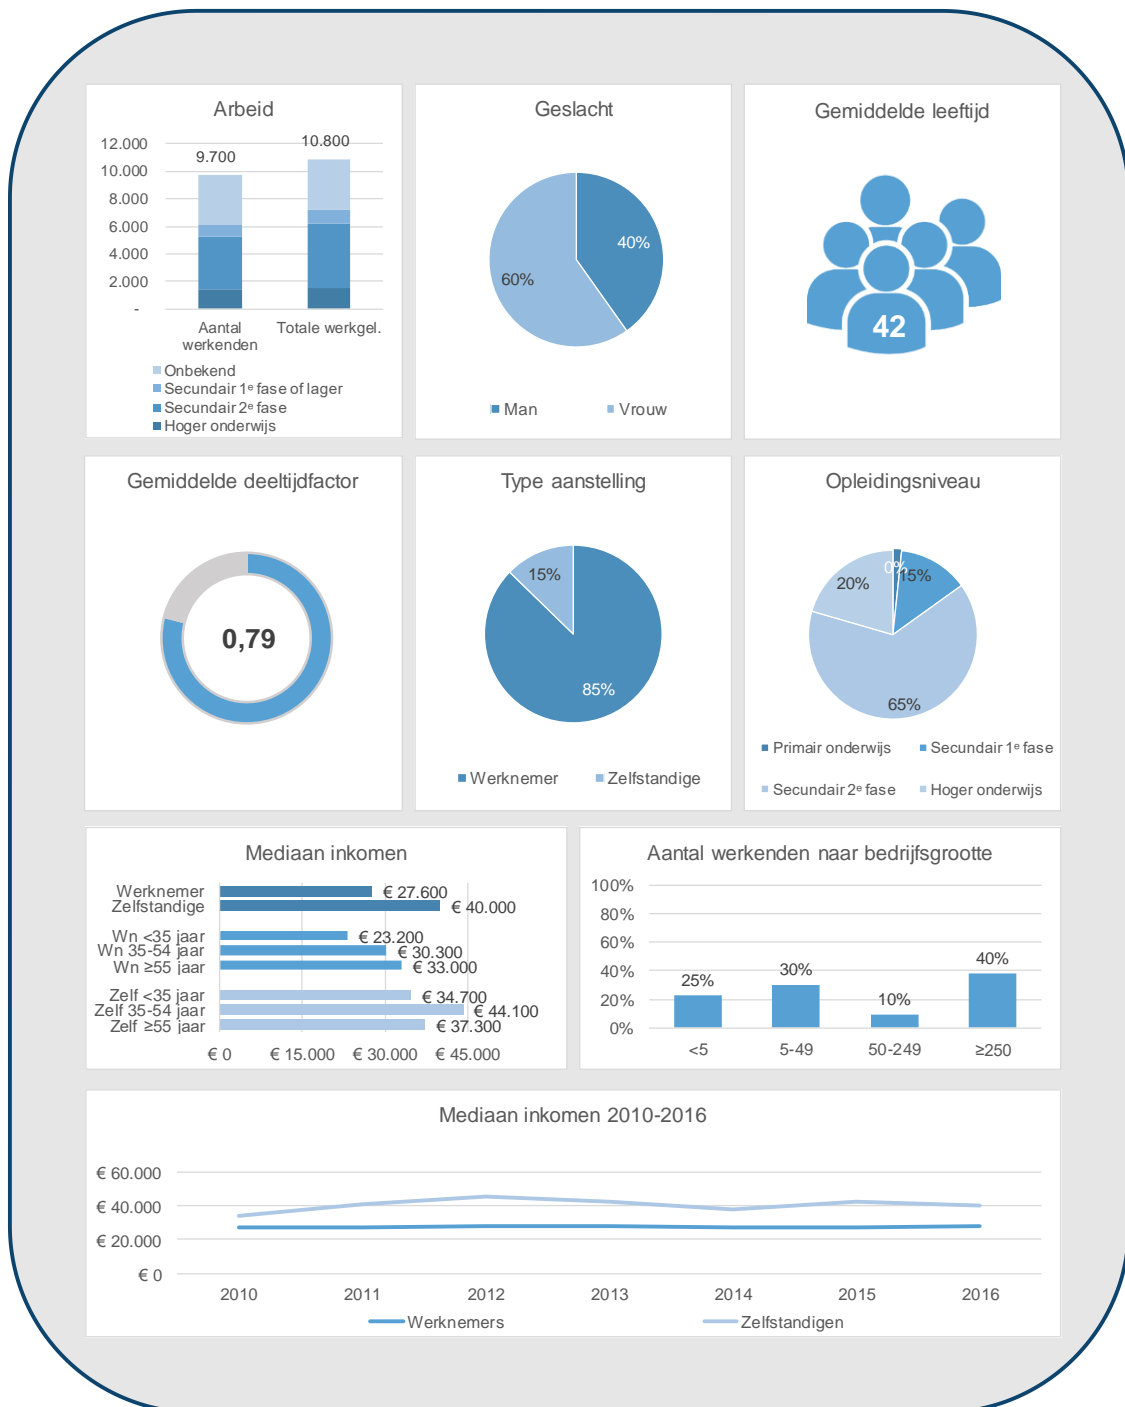 Arbeid
12.000
10.000
8.000
6.000
4.000
2.000
-
9.700
10.800
Aantal werkenden
Totale werkgel.
Onbekend
Secundair 1e fase of lager
Secundair 2e fase
Hoger onderwijs
Geslacht
40%
60%
Man
Vrouw
Gemiddelde leeftijd
42
Gemiddelde deeltijdfactor
0,79
Type aanstelling
15%
85%
Werknemer
Zelfstandige
Opleidingsniveau
0%
15%
20%
65%
Primair onderwijs
Secundair 1e fase
Secundair 2e fase
Hoger onderwijs
Mediaan inkomen
Werknemer € 27.600
Zelfstandige € 40.000
Wn <35 jaar € 23.200
Wn 35-54 jaar € 30.300
Wn ≥55 jaar € 33.000
Zelf <35 jaar € 34.700
Zelf 35-54 jaar € 44.100
Zelf ≥55 jaar € 37.300
€ 0 € 15.000 € 30.000 € 45.000
Aantal werkenden naar bedrijfsgrootte
100%
80%
60%
40%
20%
0%
25%
30%
10%
40%
<5 5-49 50-249 ≥250
Mediaan inkomen 2010-2016
€ 60.000
€ 40.000
€ 20.000
€ 0
2010 2011 2012 2013 2014 2015 2016
Werknemers
Zelfstandigen